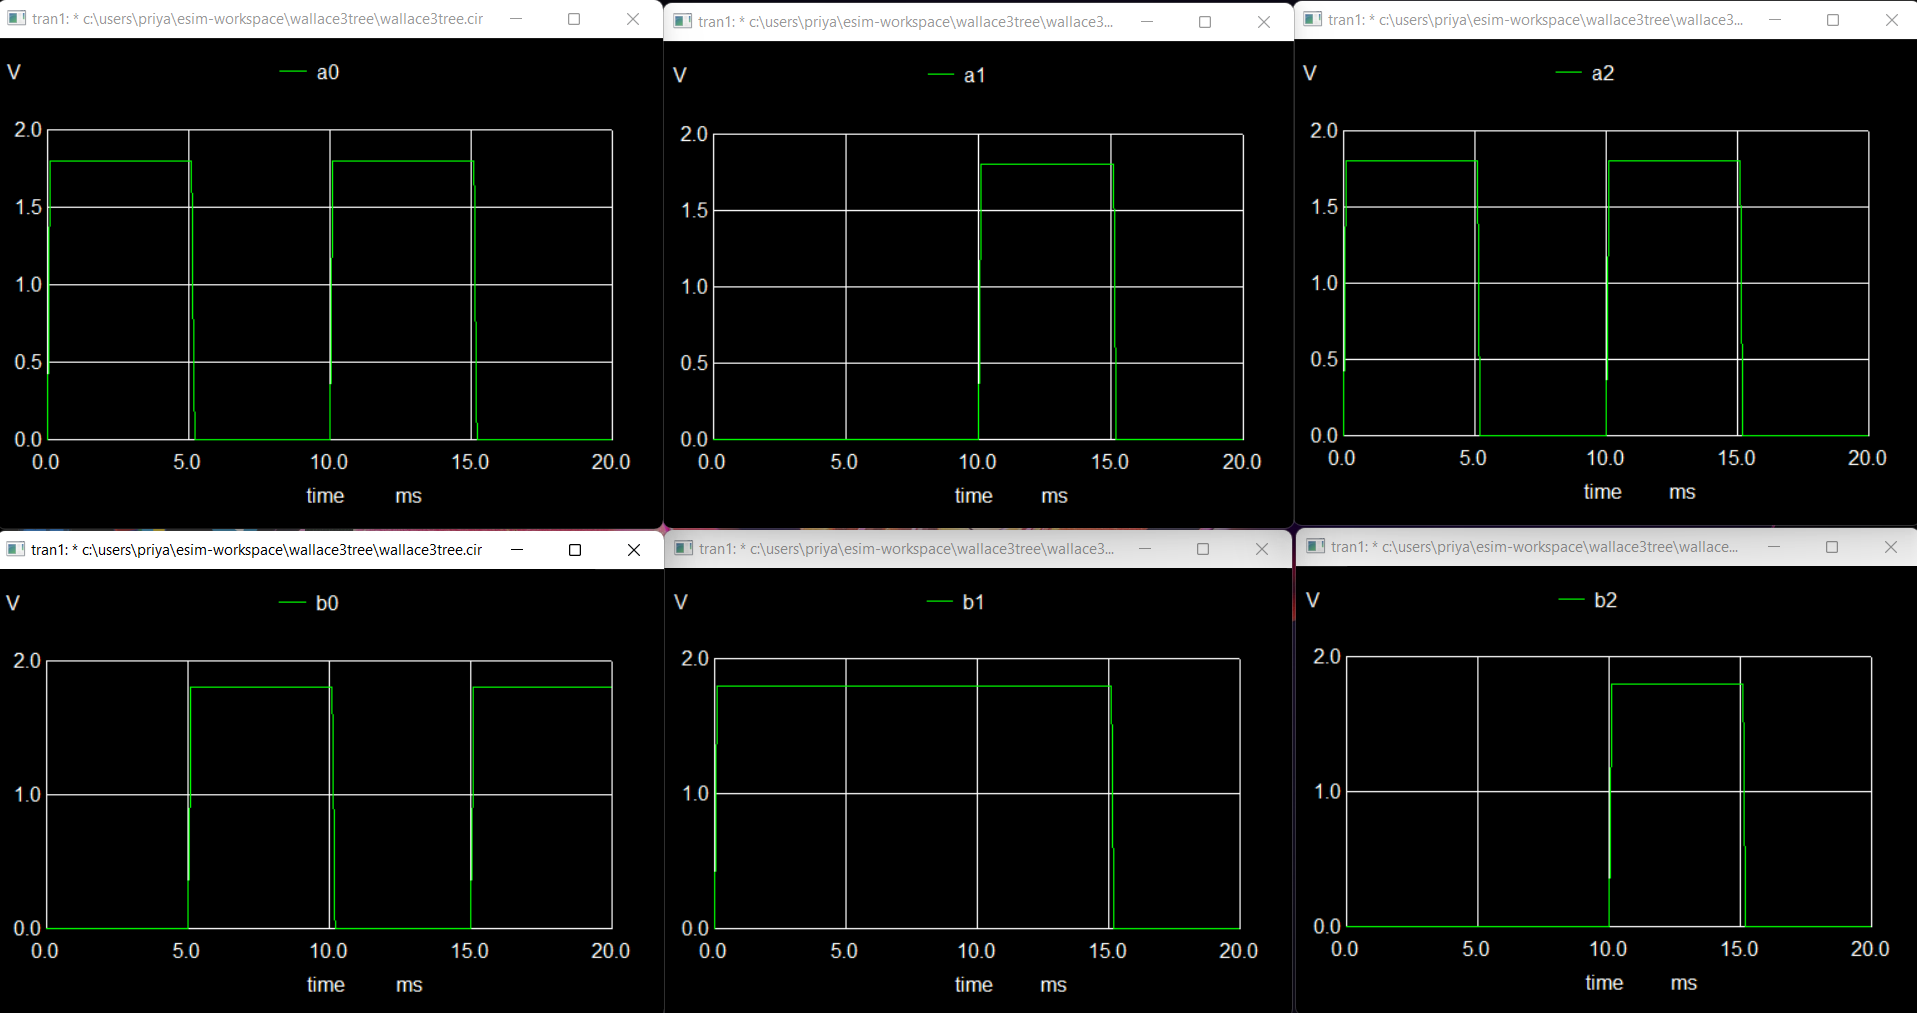 tran1: * c:\users\priya\esim-workspace\wallace3tree\wallace3tree.cir
V
a0
2.0
1.5
1.0
0.5
0.0
0.0 5.0 10.0 15.0 20.0
time ms
tran1: * c:\users\priya\esim-workspace\wallace3tree\wallace3...
V
a1
2.0
1.5
1.0
0.5
0.0
0.0 5.0 10.0 15.0 20.0
time ms
tran1: * c:\users\priya\esim-workspace\wallace3tree\wallace3...
V
a2
2.0
1.5
1.0
0.5
0.0
0.0 5.0 10.0 15.0 20.0
time ms
tran1: * c:\users\priya\esim-workspace\wallace3tree\wallace3tree.cir
V
b0
2.0
1.0
0.0
0.0 5.0 10.0 15.0 20.0
time ms
tran1: * c:\users\priya\esim-workspace\wallace3tree\wallace3...
V
b1
2.0
1.0
0.0
0.0 5.0 10.0 15.0 20.0
time ms
tran1: * c:\users\priya\esim-workspace\wallace3tree\wallace...
V
b2
2.0
1.0
0.0
0.0 5.0 10.0 15.0 20.0
time ms